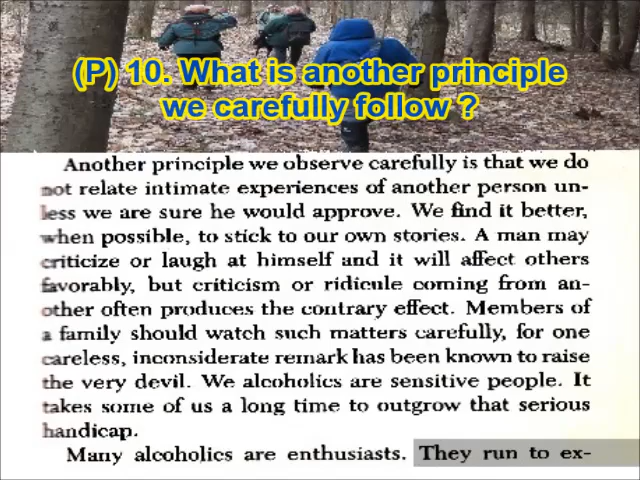 (P) 10. What is another principle
we carefully follow ?
Another principle we observe carefully is that we do
not relate intimate experiences of another person un-
less we are sure he would approve. We find it better,
when possible, to stick to our own stories. A man may
criticize or laugh at himself and it will affect others
favorably, but criticism or ridicule coming from an-
other often produces the contrary effect. Members of
a family should watch such matters carefully, for one
careless, inconsiderate remark has been known to raise
the very devil. We alcoholics are sensitive people. It
takes some of us a long time to outgrow that serious
handicap.
Many alcoholics are enthusiasts. They run to ex-